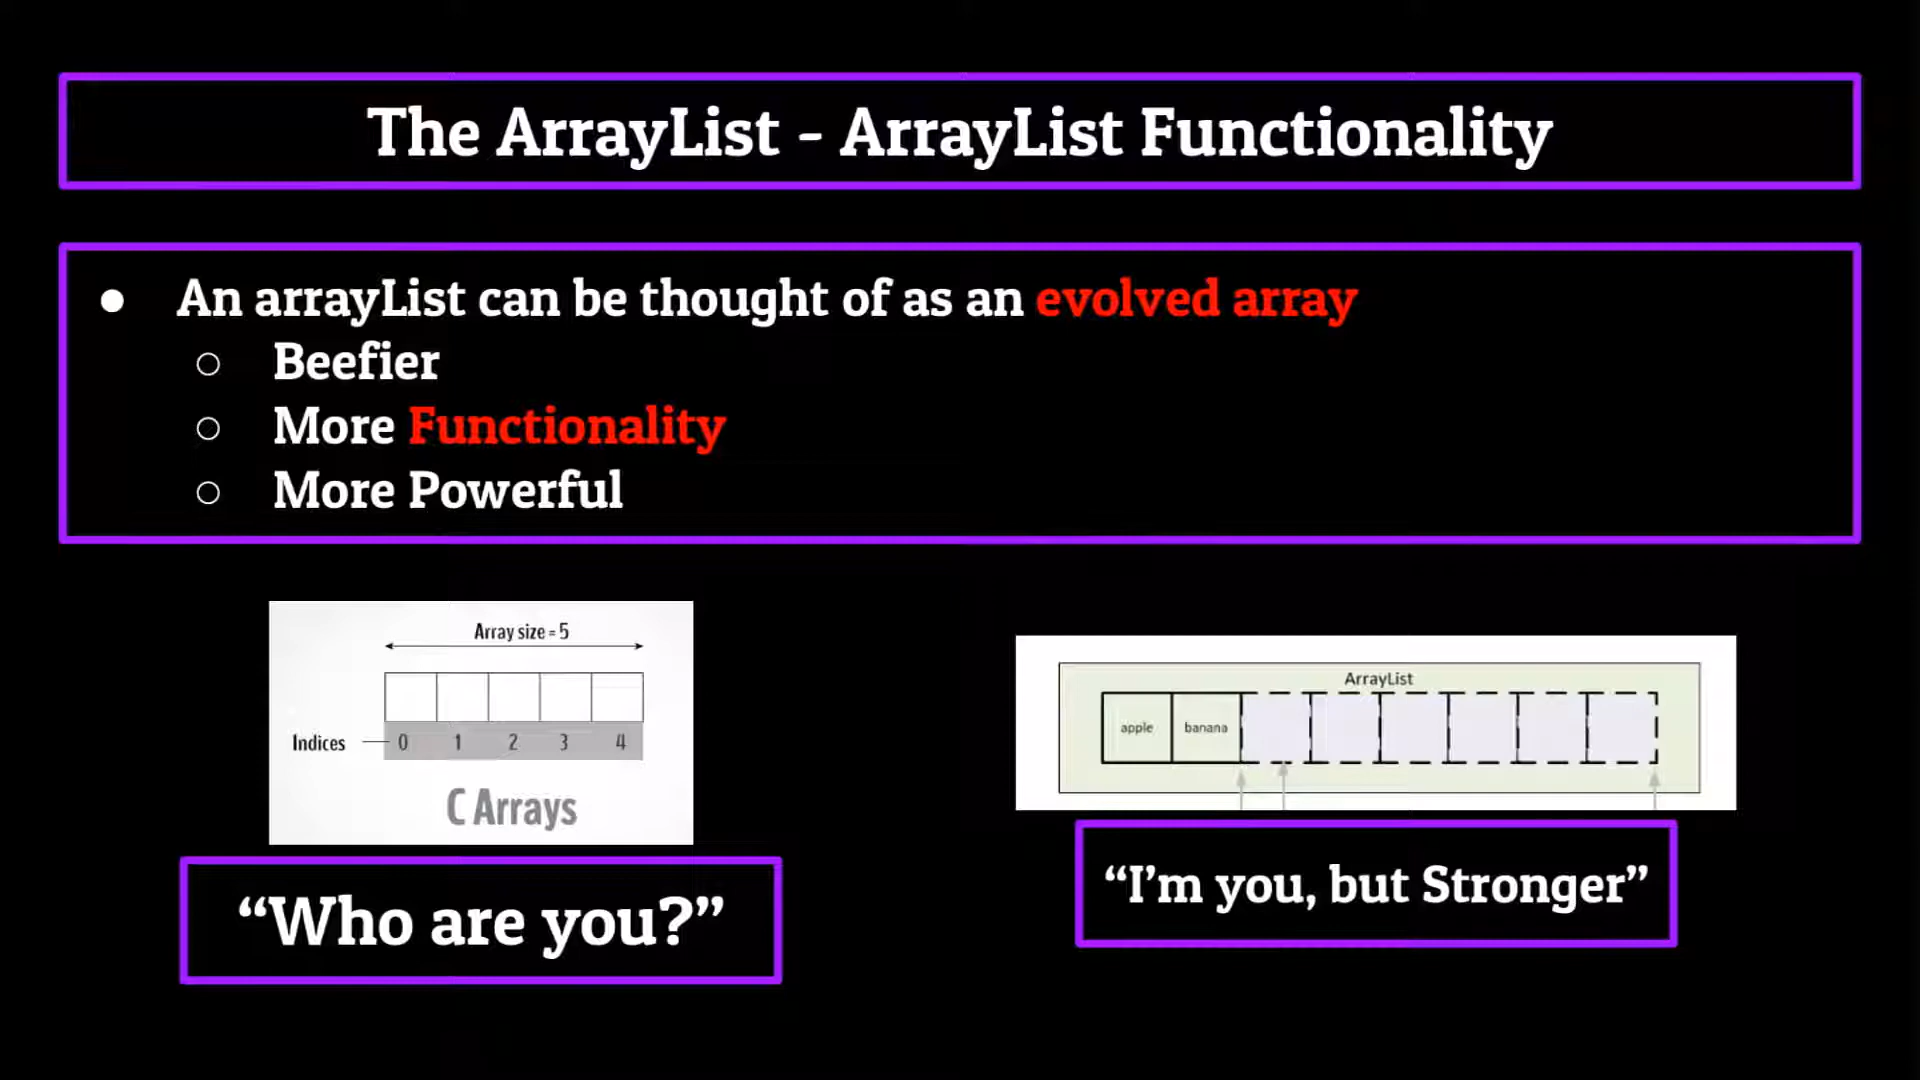 The ArrayList - ArrayList Functionality
● An arrayList can be thought of as an evolved array
○ Beefier
○ More Functionality
○ More Powerful
Array size = 5
Indices 0 1 2 3 4
C Arrays
“Who are you?”
ArrayList
apple banana
“I’m you, but Stronger”